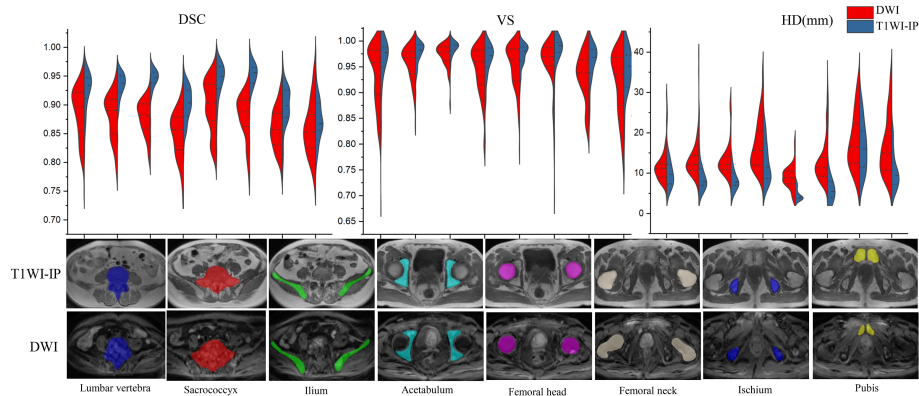 DSC
VS
HD(mm)
DWI
T1WI-IP
1.00
0.95
0.90
0.85
0.80
0.75
0.70
1.00
0.95
0.90
0.85
0.80
0.75
0.70
0.65
40
30
20
10
0
T1WI-IP
DWI
Lumbar vertebra
Sacrococcyx
Ilium
Acetabulum
Femoral head
Femoral neck
Ischium
Pubis